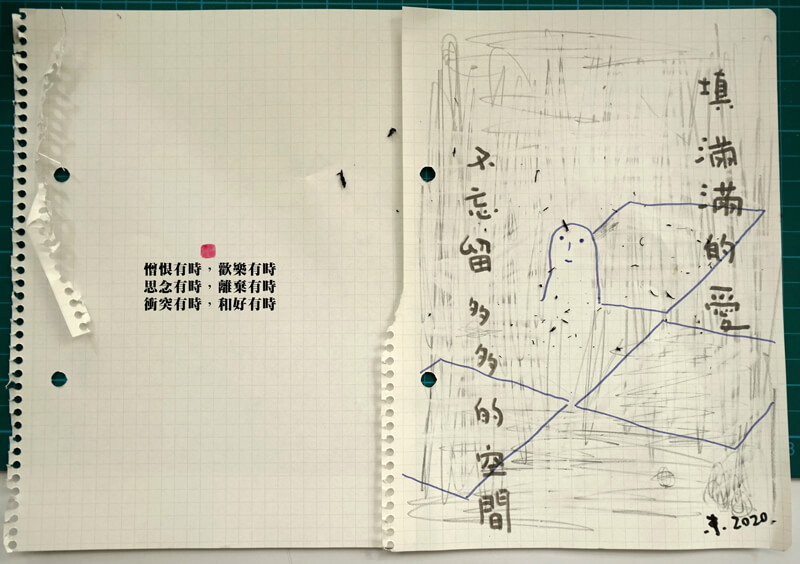 憎恨有時，歡樂有時
思念有時，離棄有時
衝突有時，和好有時
填滿滿的愛
不忘留多多的空間
2020.